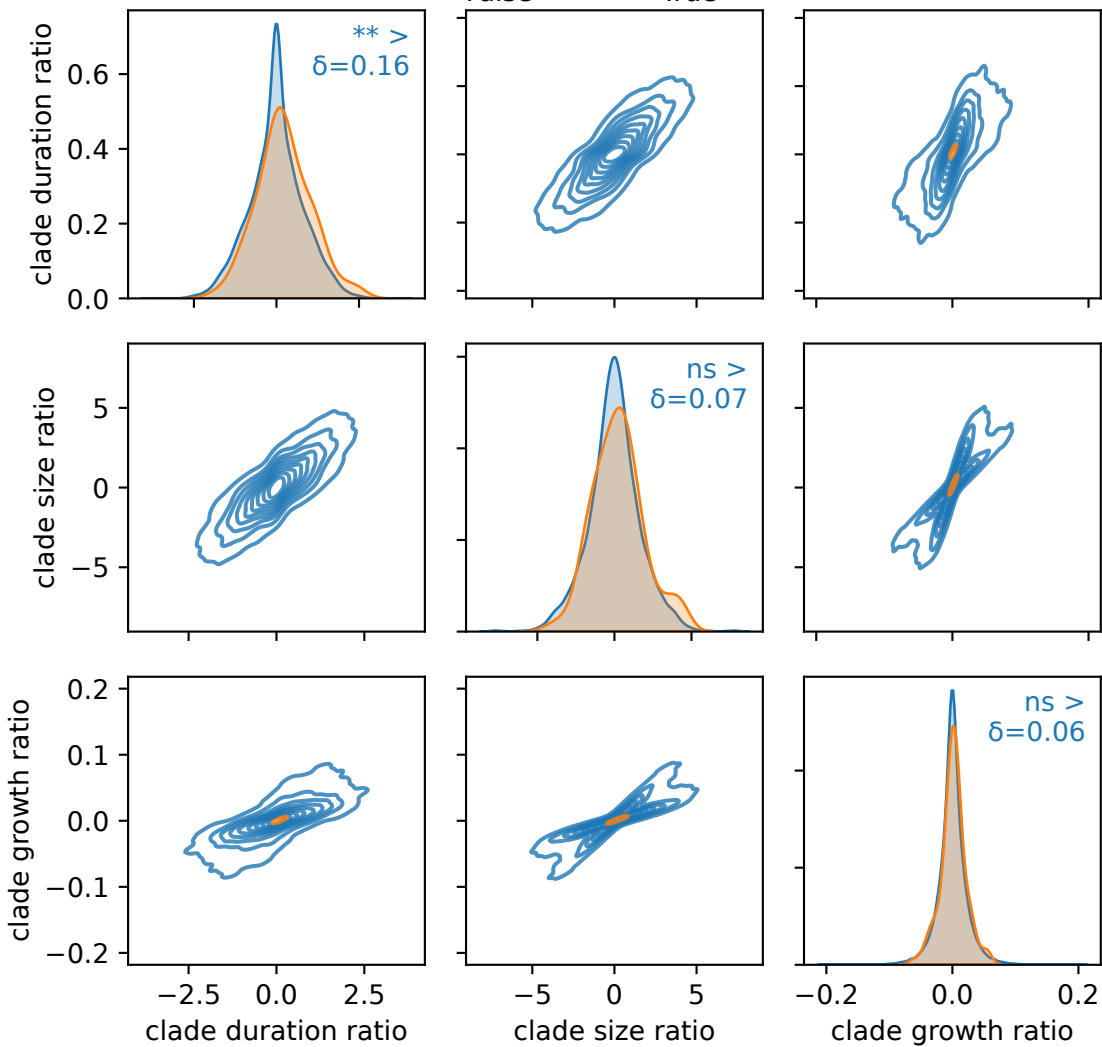 clade duration ratio
0.6
0.4
0.2
0.0
** >
δ=0.16
clade size ratio
5
0
−5
ns >
δ=0.07
clade growth ratio
0.2
0.1
0.0
−0.1
−0.2
ns >
δ=0.06
−2.5 0.0 2.5
−5 0 5
−0.2 0.0 0.2
clade duration ratio
clade size ratio
clade growth ratio